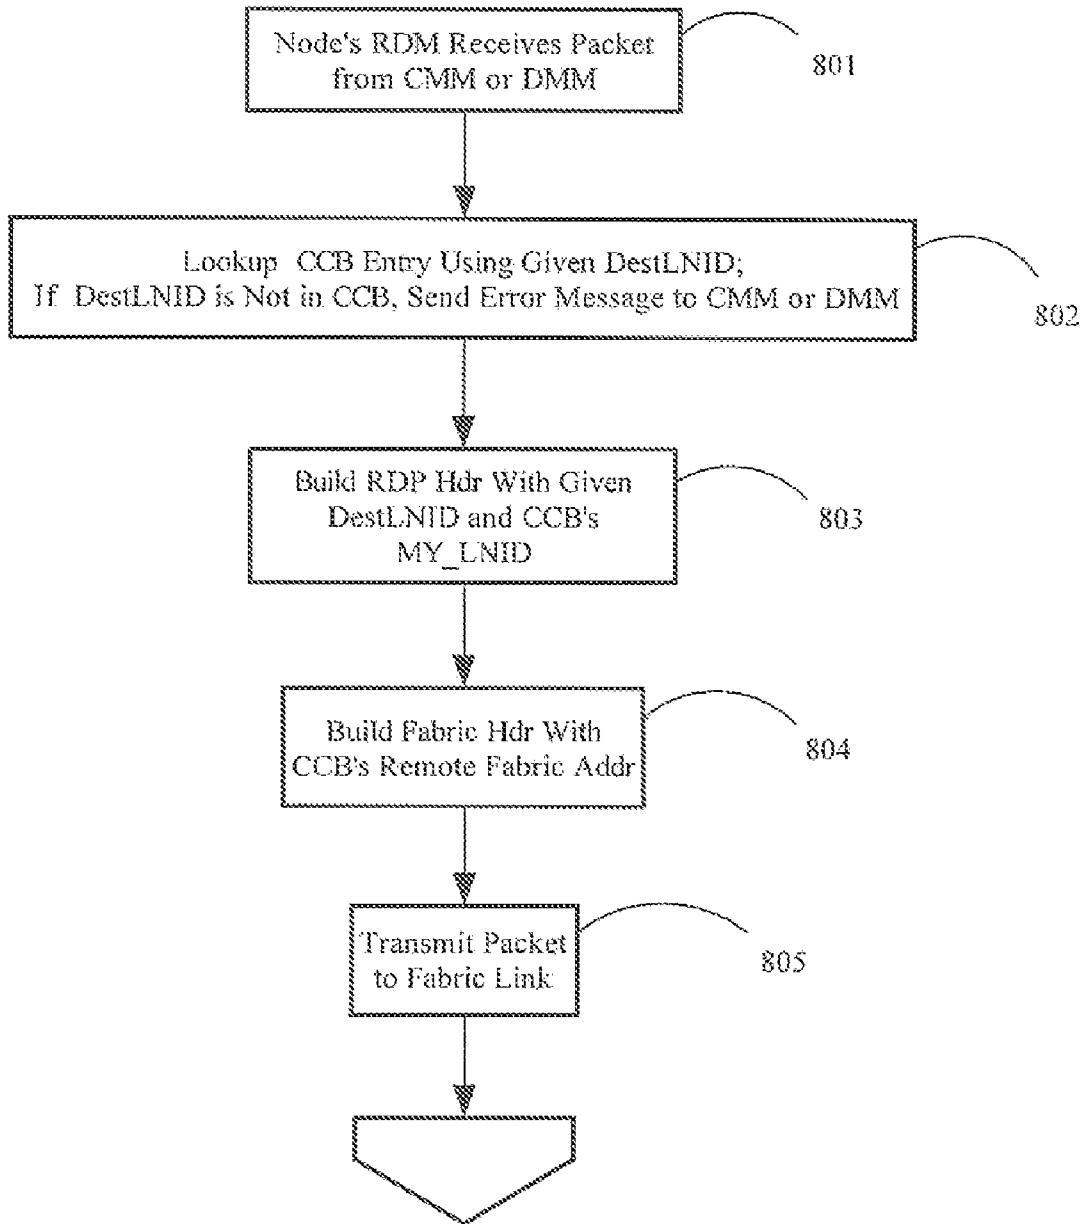 Node's RDM Receives Packet
from CMM or DMM
801
Lookup CCB Entry Using Given DestLNID;
If DestLNID is Not in CCB, Send Error Message to CMM or DMM
802
Build RDP Hdr With Given
DestLNID and CCB's
MY_LNID
803
Build Fabric Hdr With
CCB's Remote Fabric Addr
804
Transmit Packet
to Fabric Link
805